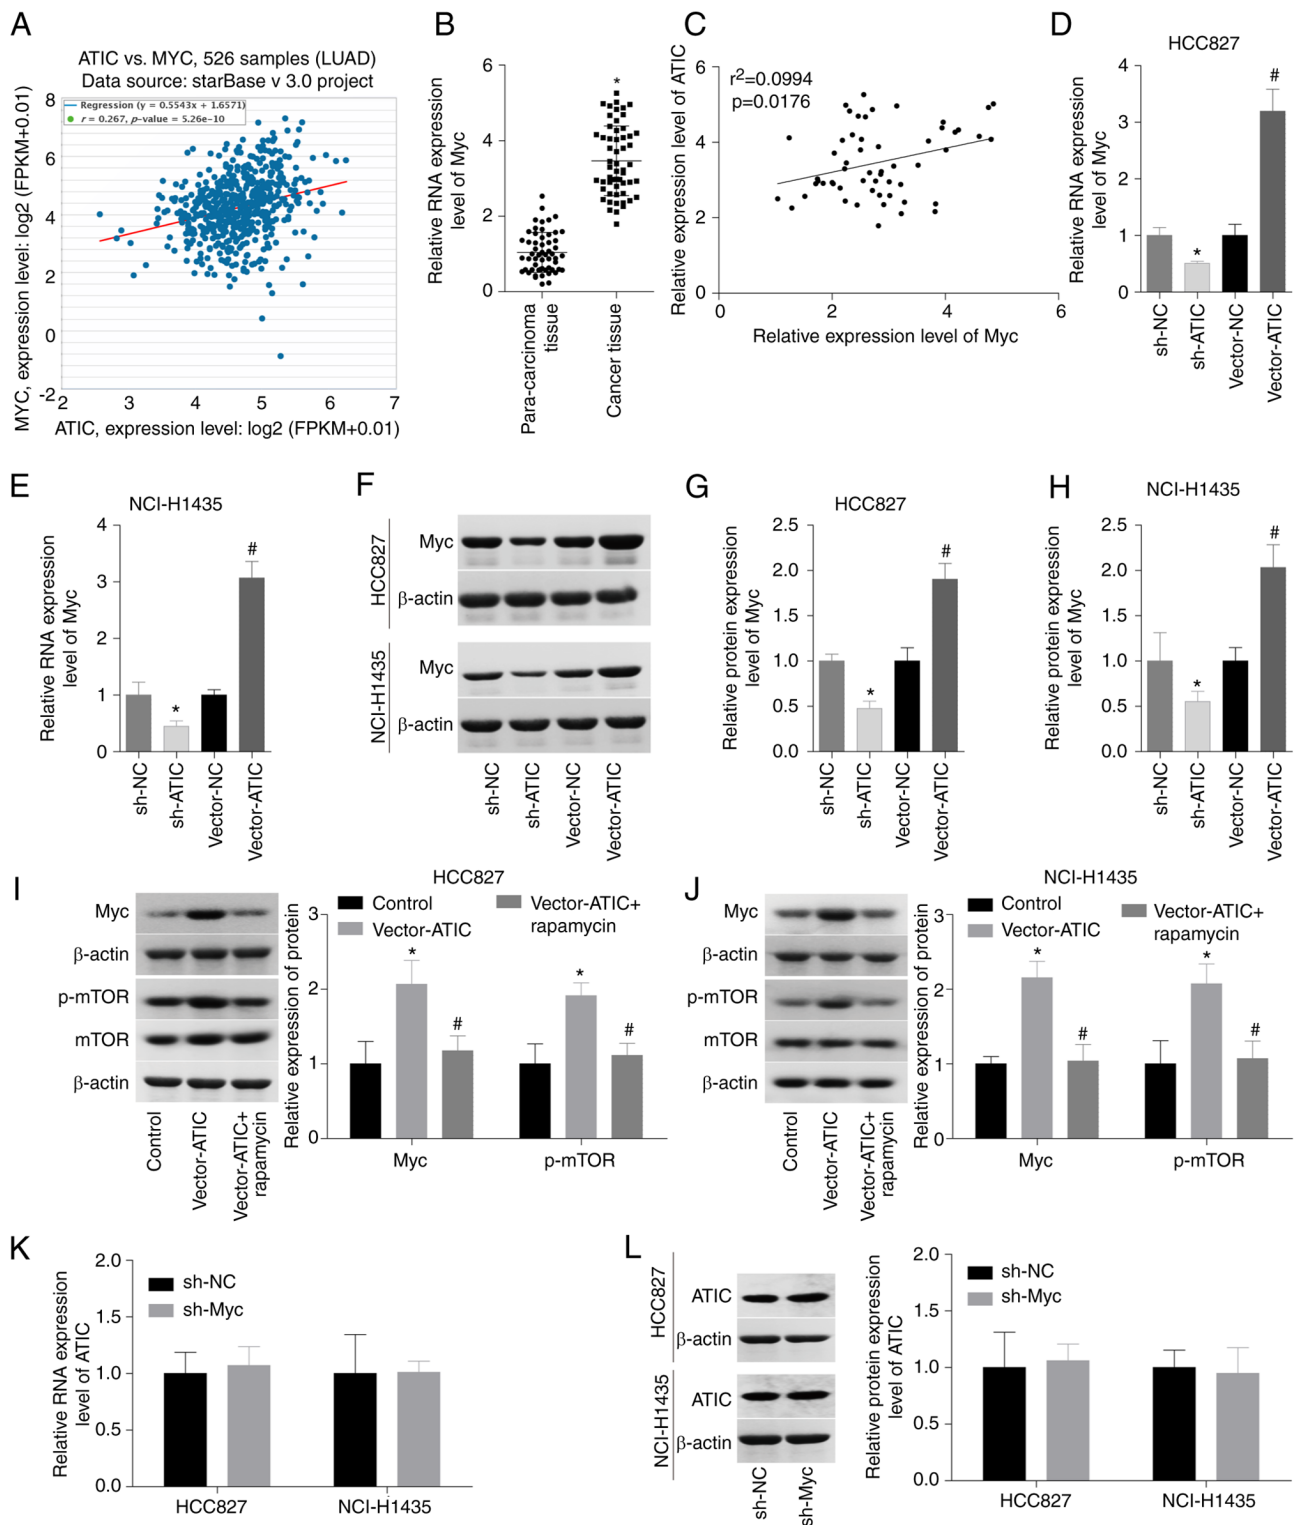 A
ATIC vs. MYC, 526 samples (LUAD)
Data source: starBase v 3.0 project
Regression (y = 0.5543x + 1.6571)
r = 0.267, p-value = 5.26e-10
MYC, expression level: log2 (FPKM+0.01)
8
6
4
2
0
-2
2 3 4 5 6 7
ATIC, expression level: log2 (FPKM+0.01)
B
Relative RNA expression
level of Myc
6
4
2
0
*
Para-carcinoma
tissue
Cancer tissue
C
Relative expression level of ATIC
r²=0.0994
p=0.0176
6
4
2
0
0 2 4 6
Relative expression level of Myc
D
HCC827
Relative RNA expression
level of Myc
4
3
2
1
0
*
#
sh-NC
sh-ATIC
Vector-NC
Vector-ATIC
E
NCI-H1435
Relative RNA expression
level of Myc
4
3
2
1
0
*
#
sh-NC
sh-ATIC
Vector-NC
Vector-ATIC
F
HCC827
Myc
β-actin
NCI-H1435
Myc
β-actin
sh-NC
sh-ATIC
Vector-NC
Vector-ATIC
G
HCC827
Relative protein expression
level of Myc
2.5
2.0
1.5
1.0
0.5
0.0
*
#
sh-NC
sh-ATIC
Vector-NC
Vector-ATIC
H
NCI-H1435
Relative protein expression
level of Myc
2.5
2.0
1.5
1.0
0.5
0.0
*
#
sh-NC
sh-ATIC
Vector-NC
Vector-ATIC
I
Myc
β-actin
p-mTOR
mTOR
β-actin
Control
Vector-ATIC
Vector-ATIC+
rapamycin
HCC827
Control
Vector-ATIC
Vector-ATIC+
rapamycin
Relative expression of protein
3
2
1
0
*
#
*
#
Myc
p-mTOR
J
Myc
β-actin
p-mTOR
mTOR
β-actin
Control
Vector-ATIC
Vector-ATIC+
rapamycin
NCI-H1435
Control
Vector-ATIC
Vector-ATIC+
rapamycin
Relative expression of protein
3
2
1
0
*
#
*
#
Myc
p-mTOR
K
Relative RNA expression
level of ATIC
2.0
1.5
1.0
0.5
0.0
sh-NC
sh-Myc
HCC827
NCI-H1435
L
HCC827
ATIC
β-actin
NCI-H1435
ATIC
β-actin
sh-NC
sh-Myc
Relative protein expression
level of ATIC
2.0
1.5
1.0
0.5
0.0
sh-NC
sh-Myc
HCC827
NCI-H1435